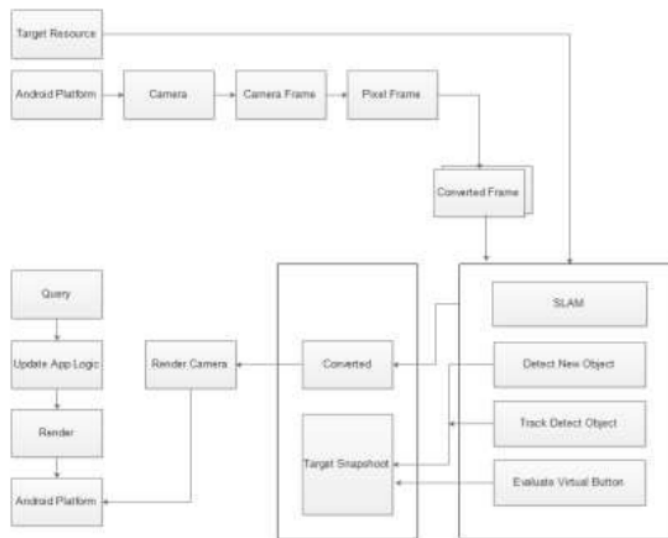 Target Resource
Android Platform
Camera
Camera Frame
Pixel Frame
Converted Frame
Query
SLAM
Update App Logic
Render Camera
Converted
Detect New Object
Render
Target Snapshoot
Track Detect Object
Android Platform
Evaluate Virtual Button